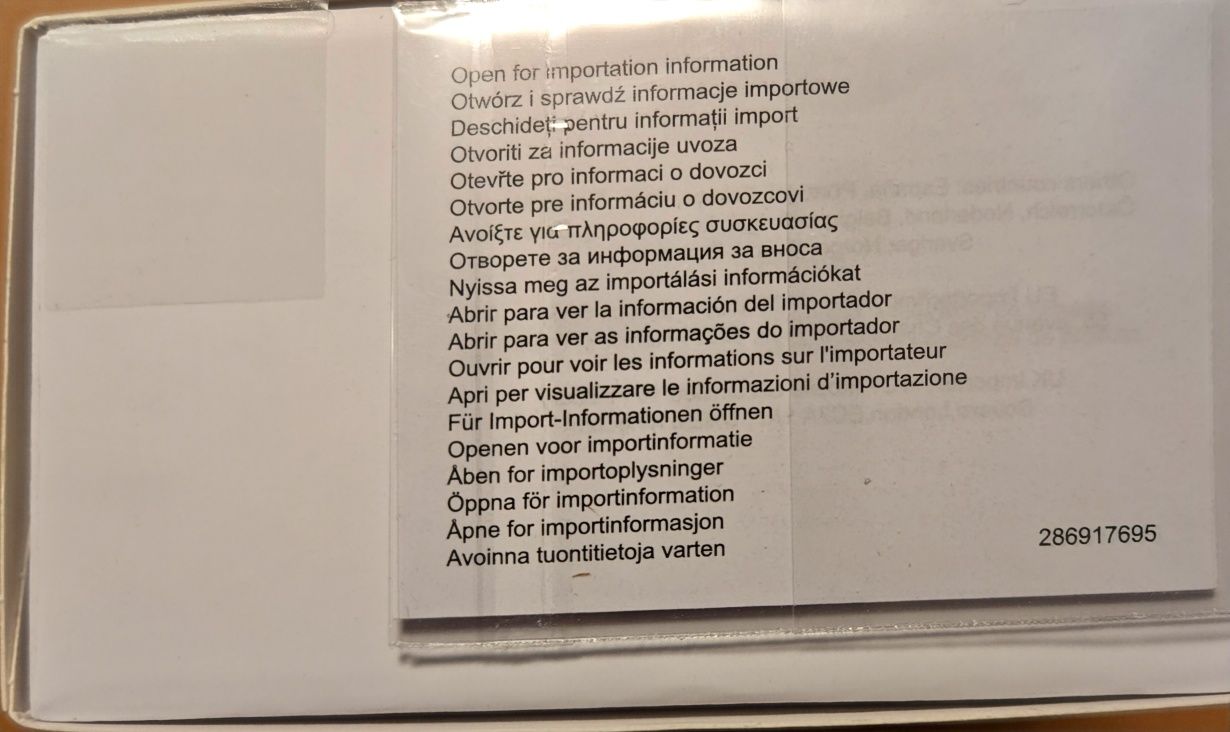 Open for importation information
Otwórz i sprawdź informacje importowe
Deschideți pentru informații import
Otvoriti za informacije uvoza
Otevřte pro informaci o dovozci
Otvorte pre informáciu o dovozcovi
Ανοίξτε για πληροφορίες συσκευασίας
Отворете за информация за вноса
Nyissa meg az importálási információkat
Abrir para ver la información del importador
Abrir para ver as informações do importador
Ouvrir pour voir les informations sur l'importateur
Apri per visualizzare le informazioni d’importazione
Für Import-Informationen öffnen
Openen voor importinformatie
Åben for importoplysninger
Öppna för importinformation
Åpne for importinformasjon
Avoinna tuontitietoja varten
286917695